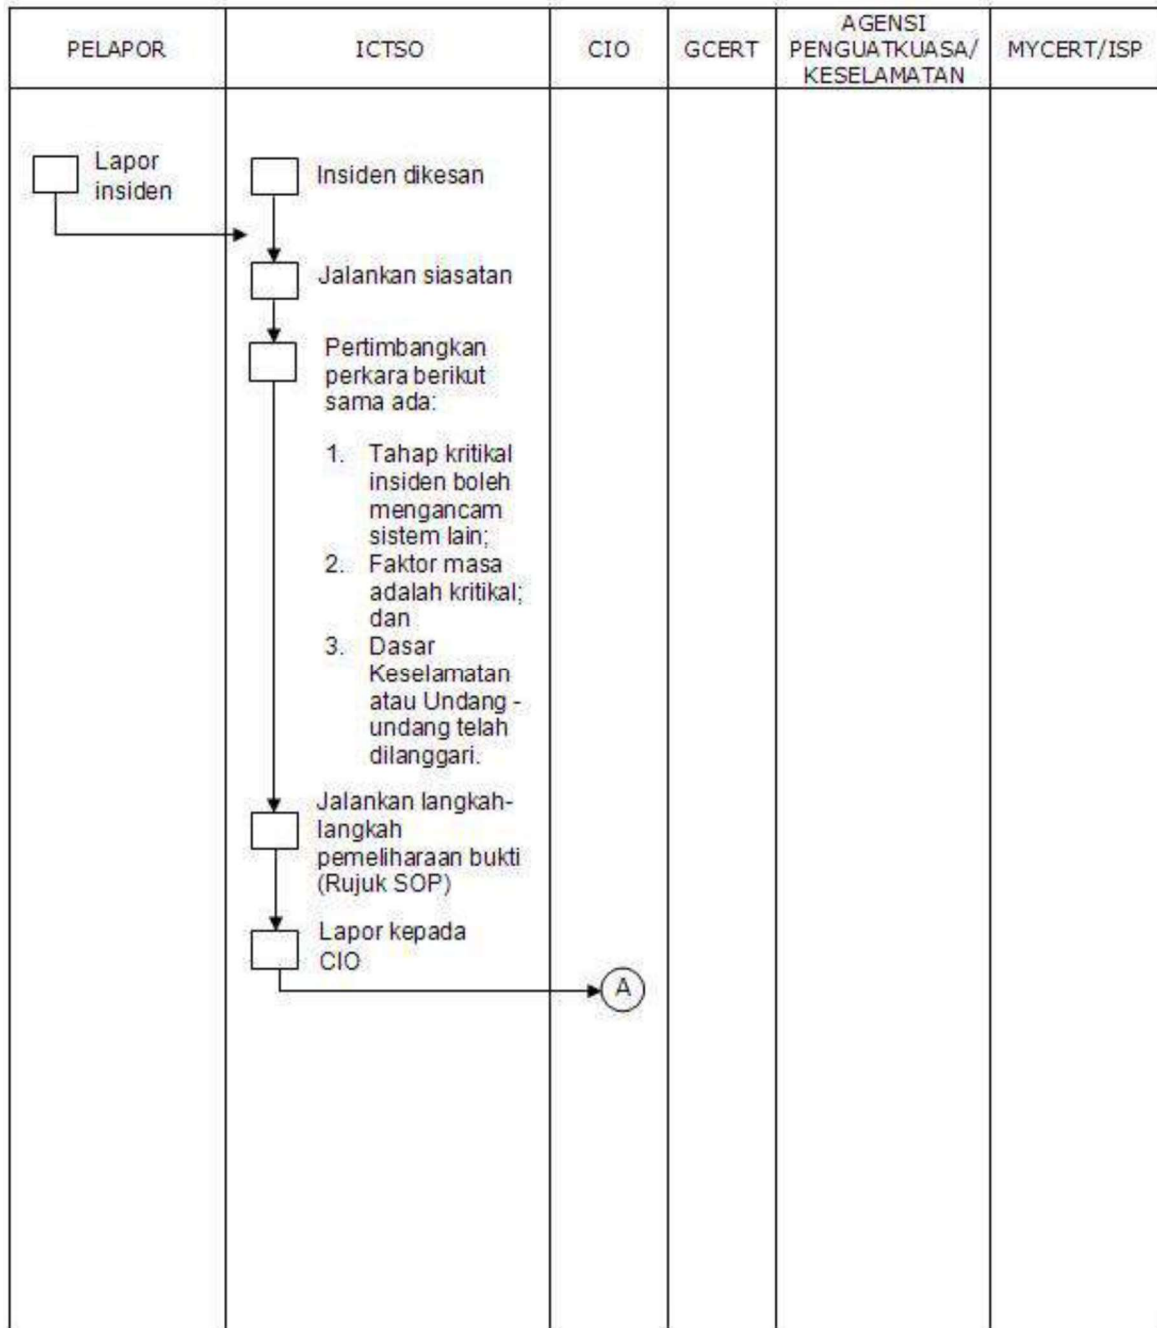 PELAPOR
ICTSO
CIO
GCERT
AGENSI
PENGUATKUASA/
KESELAMATAN
MYCERT/ISP
Lapor
insiden
Insiden dikesan
Jalankan siasatan
Pertimbangkan
perkara berikut
sama ada:
1. Tahap kritikal
insiden boleh
mengancam
sistem lain;
2. Faktor masa
adalah kritikal;
dan
3. Dasar
Keselamatan
atau Undang -
undang telah
dilanggari.
Jalankan langkah-
langkah
pemeliharaan bukti
(Rujuk SOP)
Lapor kepada
CIO
A